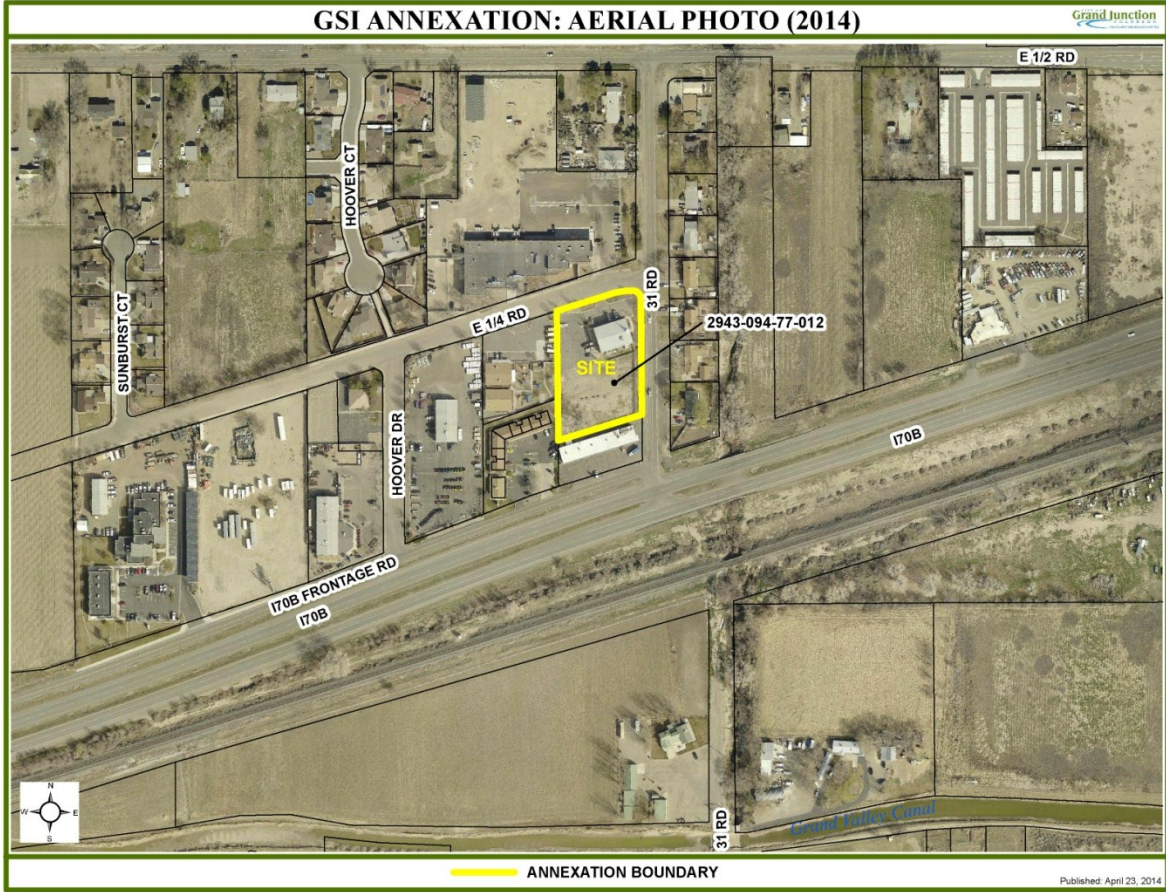 GSI ANNEXATION: AERIAL PHOTO (2014)
Grand Junction
COLORADO
E 1/2 RD
HOOVER CT
SUNBURST CT
E 1/4 RD
31 RD
2943-094-77-012
SITE
HOOVER DR
I70B
I70B FRONTAGE RD
I70B
31 RD
Grand Valley Canal
N
W
E
S
ANNEXATION BOUNDARY
Published: April 23, 2014